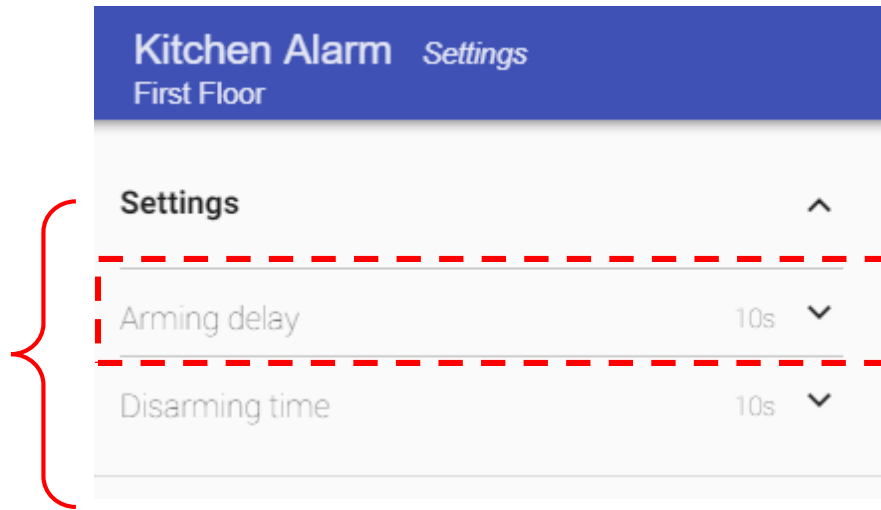 Kitchen Alarm Settings
First Floor
Settings
Arming delay 10s
Disarming time 10s